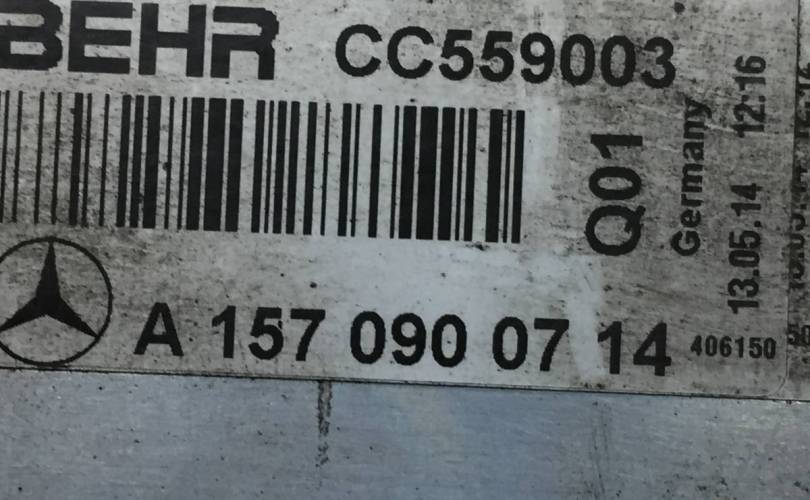 BEHR CC559003
Q01
Germany
13.05.14 12:16
A 157 090 07 14 406150